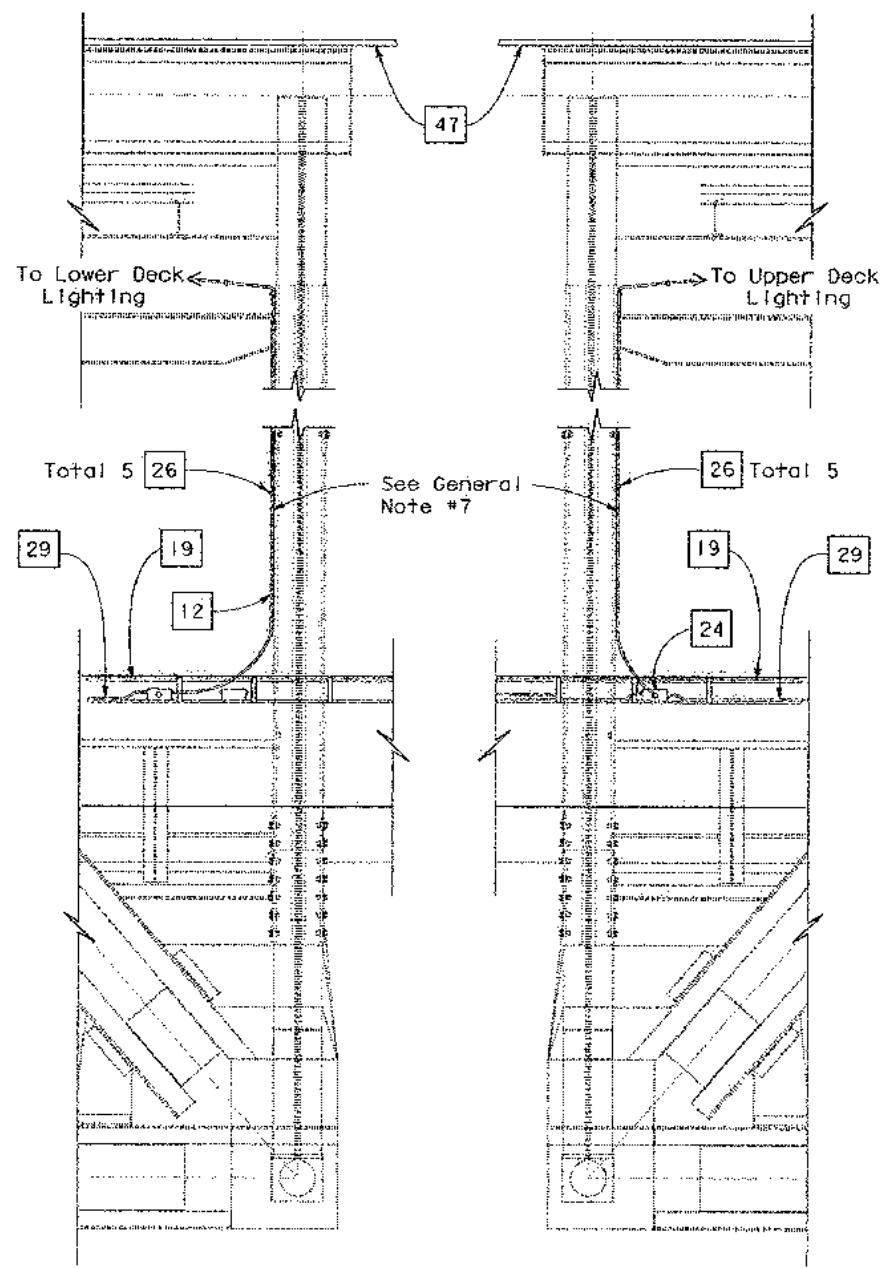 47
To Lower Deck
Lighting
To Upper Deck
Lighting
Total 5 26
26 Total 5
See General
Note #7
29
19
19
29
12
24